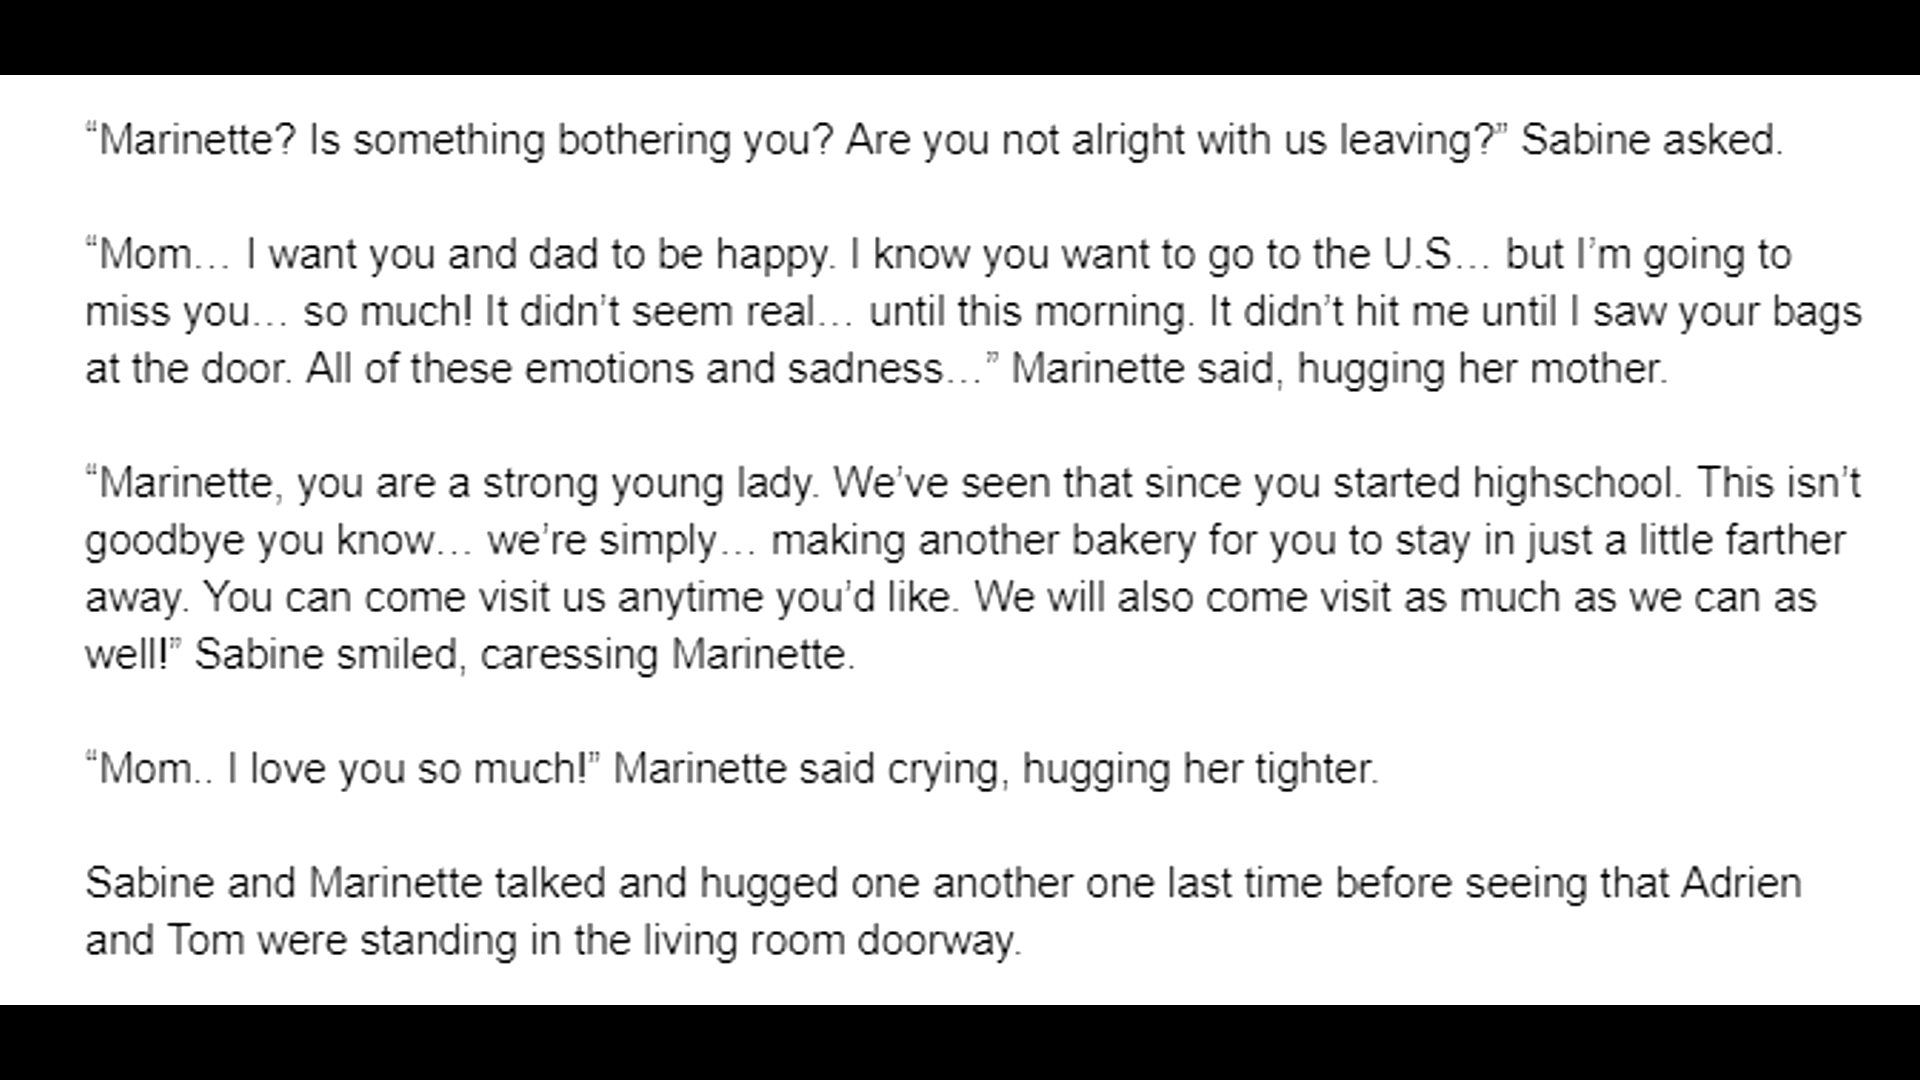 “Marinette? Is something bothering you? Are you not alright with us leaving?” Sabine asked.
“Mom… I want you and dad to be happy. I know you want to go to the U.S… but I’m going to
miss you… so much! It didn’t seem real… until this morning. It didn’t hit me until I saw your bags
at the door. All of these emotions and sadness…” Marinette said, hugging her mother.
“Marinette, you are a strong young lady. We’ve seen that since you started highschool. This isn’t
goodbye you know… we’re simply… making another bakery for you to stay in just a little farther
away. You can come visit us anytime you’d like. We will also come visit as much as we can as
well!” Sabine smiled, caressing Marinette.
“Mom.. I love you so much!” Marinette said crying, hugging her tighter.
Sabine and Marinette talked and hugged one another one last time before seeing that Adrien
and Tom were standing in the living room doorway.